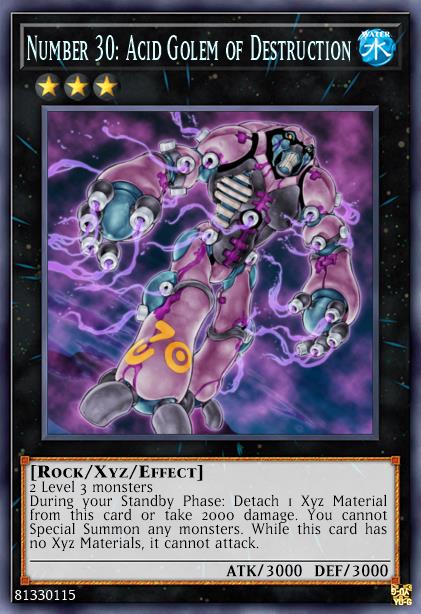 Number 30: Acid Golem of Destruction
WATER
水
30
[Rock/Xyz/Effect]
2 Level 3 monsters
During your Standby Phase: Detach 1 Xyz Material
from this card or take 2000 damage. You cannot
Special Summon any monsters. While this card has
no Xyz Materials, it cannot attack.
ATK/3000 DEF/3000
81330115